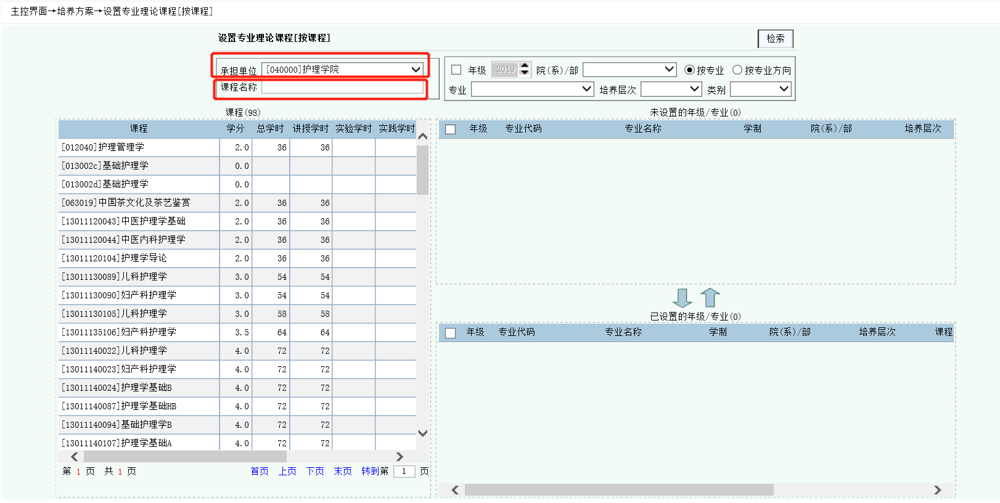 主控界面→培养方案→设置专业理论课程[按课程]
设置专业理论课程[按课程]
检索
承担单位 [040000]护理学院
课程名称
年级 2019 院(系)/部 按专业 按专业方向
专业 培养层次 类别
课程(98)
课程 学分 总学时 讲授学时 实验学时 实践学时
[012040]护理管理学 2.0 36 36
[013002c]基础护理学 0.0
[013002d]基础护理学 0.0
[063019]中国茶文化及茶艺鉴赏 2.0 36 36
[13011120043]中医护理学基础 2.0 36 36
[13011120044]中医内科护理学 2.0 36 36
[13011120104]护理学导论 2.0 36 36
[13011130089]儿科护理学 3.0 54 54
[13011130090]妇产科护理学 3.0 54 54
[13011130105]儿科护理学 3.0 58 58
[13011135106]妇产科护理学 3.5 64 64
[13011140022]儿科护理学 4.0 72 72
[13011140023]妇产科护理学 4.0 72 72
[13011140024]护理学基础B 4.0 72 72
[13011140087]护理学基础HB 4.0 72 72
[13011140094]基础护理学B 4.0 72 72
[13011140107]护理学基础A 4.0 72 72
第 1 页 共 1 页 首页 上页 下页 末页 转到第 1 页
未设置的年级/专业(0)
年级 专业代码 专业名称 学制 院(系)/部 培养层次
已设置的年级/专业(0)
年级 专业代码 专业名称 学制 院(系)/部 培养层次 课程